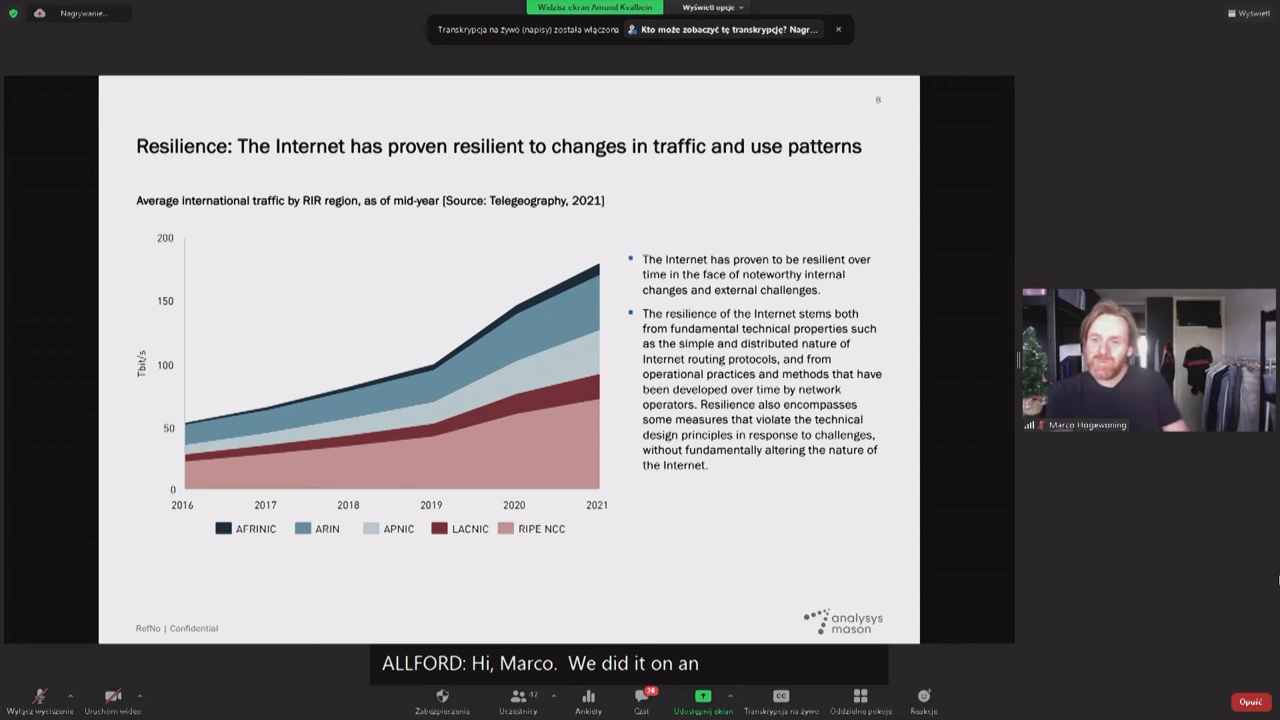 Nagrywanie...
Widzisz ekran Amund Kvalbein
Wyświetl opcje
Wyświetl
Transkrypcja na żywo (napisy) została włączona
Kto może zobaczyć tę transkrypcję? Nagr...
8
Resilience: The Internet has proven resilient to changes in traffic and use patterns
Average international traffic by RIR region, as of mid-year [Source: Telegeography, 2021]
200
150
100
50
0
Tbit/s
2016 2017 2018 2019 2020 2021
AFRINIC ARIN APNIC LACNIC RIPE NCC
The Internet has proven to be resilient over
time in the face of noteworthy internal
changes and external challenges.
The resilience of the Internet stems both
from fundamental technical properties such
as the simple and distributed nature of
Internet routing protocols, and from
operational practices and methods that have
been developed over time by network
operators. Resilience also encompasses
some measures that violate the technical
design principles in response to challenges,
without fundamentally altering the nature of
the Internet.
Marco Hogewoning
RefNo | Confidential
analysys
mason
ALLFORD: Hi, Marco. We did it on an
Wyłącz wyciszenie
Uruchom wideo
Zabezpieczenia
42
Uczestnicy
Ankiety
28
Czat
Udostępnij ekran
CC
Transkrypcja na żywo
Oddzielne pokoje
Reakcje
Opuść